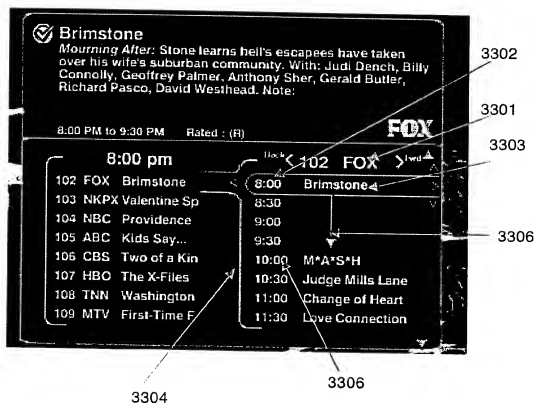 Brimstone
Mourning After: Stone learns hell's escapees have taken
over his wife's suburban community. With: Judi Dench, Billy
Connolly, Geoffrey Palmer, Anthony Sher, Gerald Butler,
Richard Pasco, David Westhead. Note:
8:00 PM to 9:30 PM Rated : (R) FOX
8:00 pm
102 FOX Brimstone
103 NKPX Valentine Sp
104 NBC Providence
105 ABC Kids Say...
106 CBS Two of a Kin
107 HBO The X-Files
108 TNN Washington
109 MTV First-Time F
Back < 102 FOX > Fwd
8:00 Brimstone
8:30
9:00
9:30
10:00 M*A*S*H
10:30 Judge Mills Lane
11:00 Change of Heart
11:30 Love Connection
3302
3301
3303
3306
3304
3306